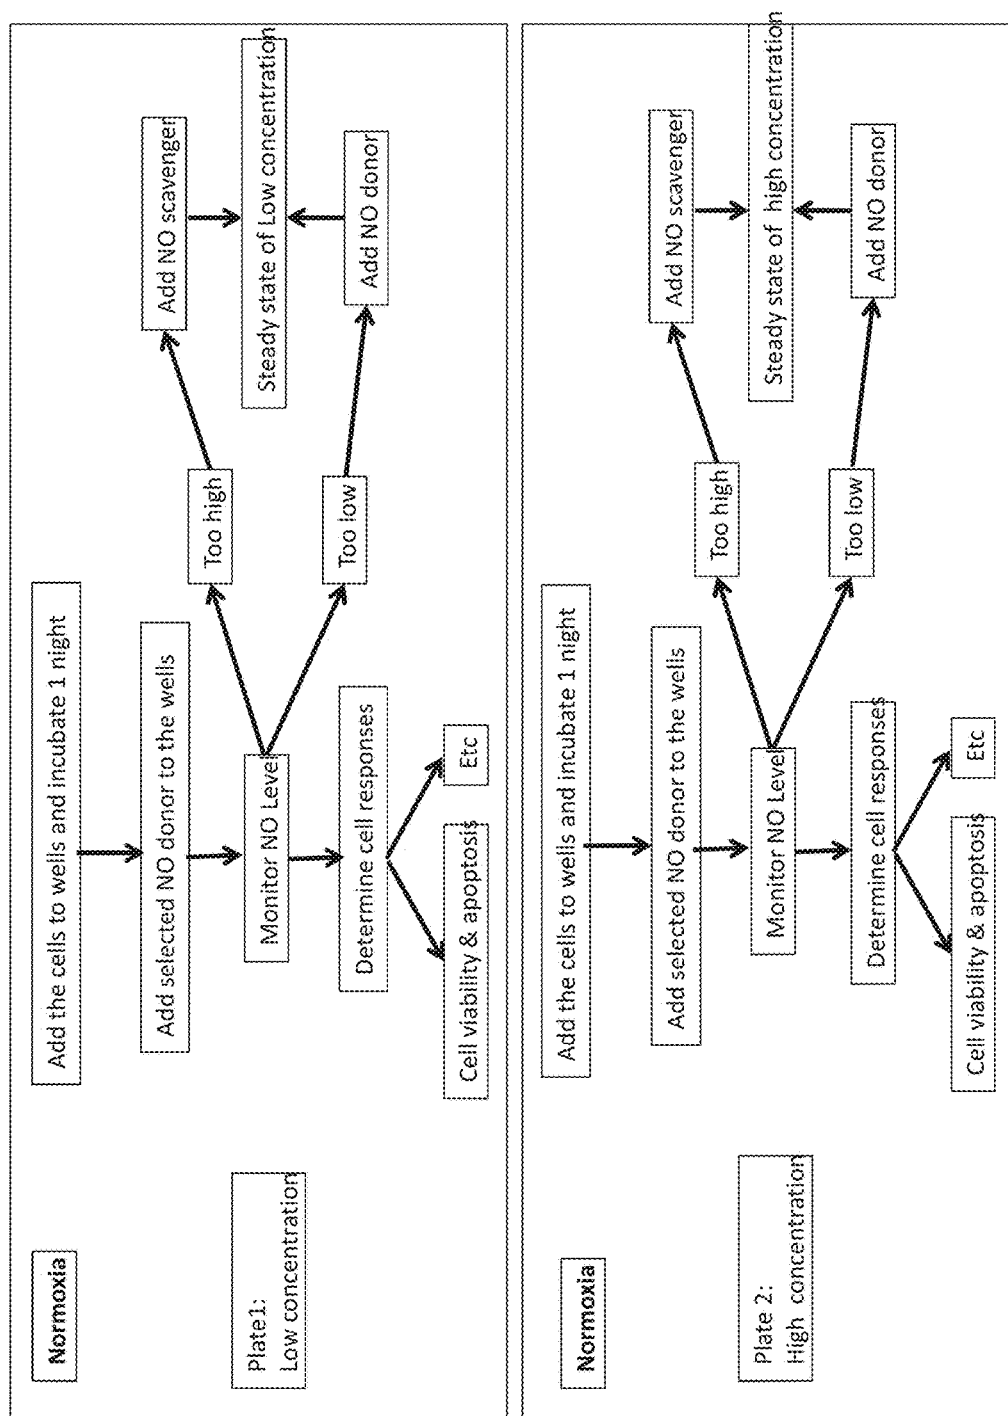 Normoxia
Plate1:
Low concentration
Add the cells to wells and incubate 1 night
Add selected NO donor to the wells
Monitor NO Level
Determine cell responses
Cell viability & apoptosis
Etc
Too high
Too low
Add NO scavenger
Steady state of Low concentration
Add NO donor
Normoxia
Plate 2:
High concentration
Add the cells to wells and incubate 1 night
Add selected NO donor to the wells
Monitor NO Level
Determine cell responses
Cell viability & apoptosis
Etc
Too high
Too low
Add NO scavenger
Steady state of high concentration
Add NO donor